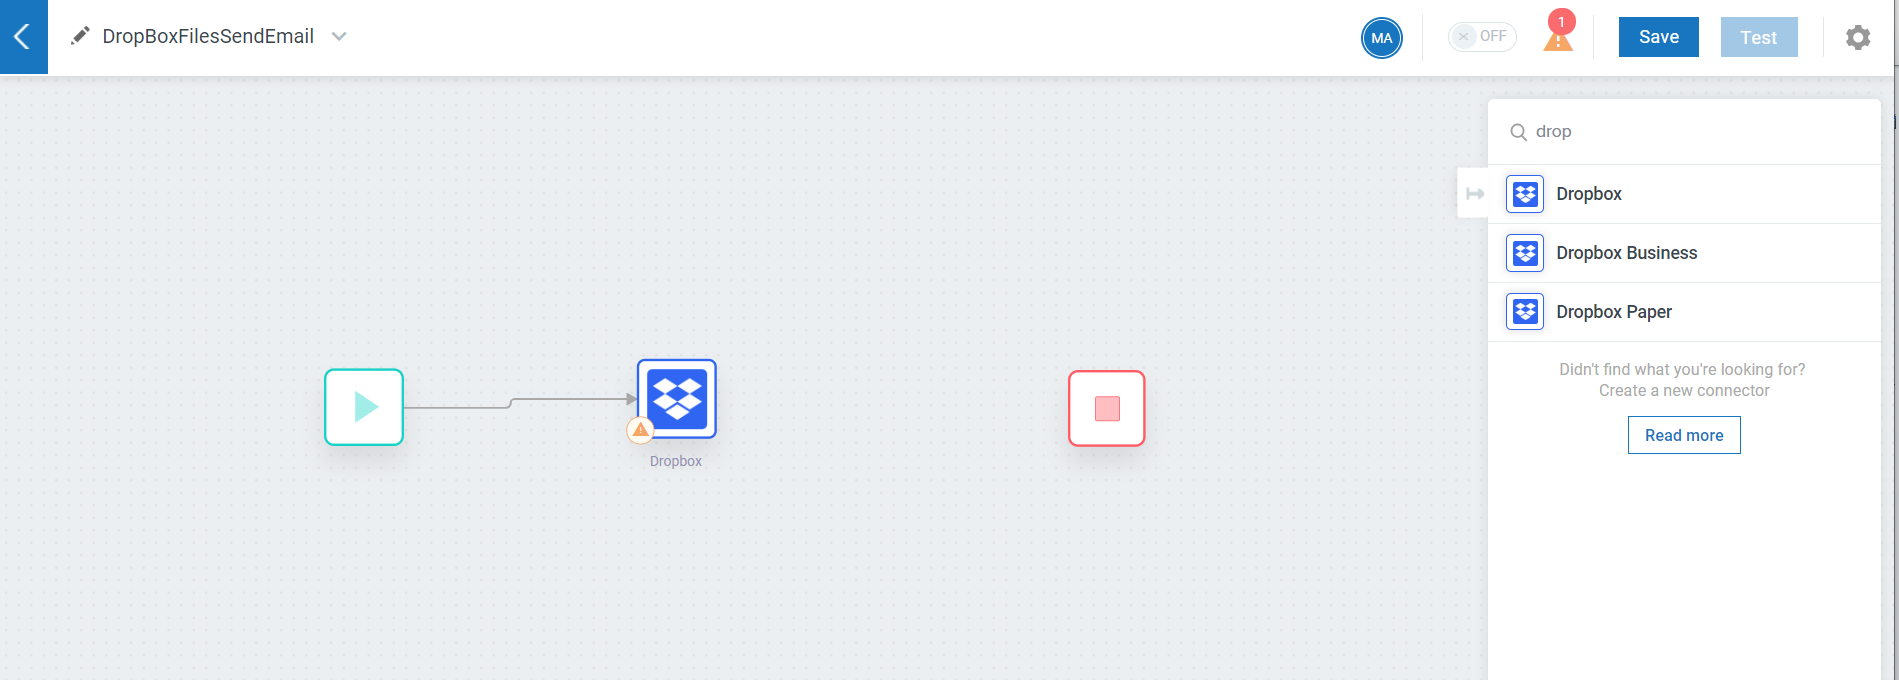 DropBoxFilesSendEmail
MA
OFF
1
Save
Test
drop
Dropbox
Dropbox Business
Dropbox Paper
Didn't find what you're looking for?
Create a new connector
Read more
Dropbox